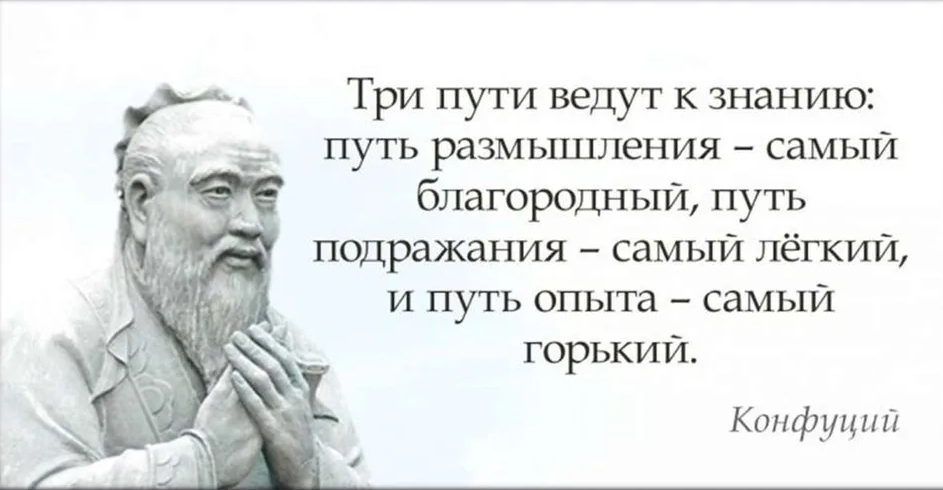 Три пути ведут к знанию:
путь размышления – самый
благородный, путь
подражания – самый лёгкий,
и путь опыта – самый
горький.
Конфуций